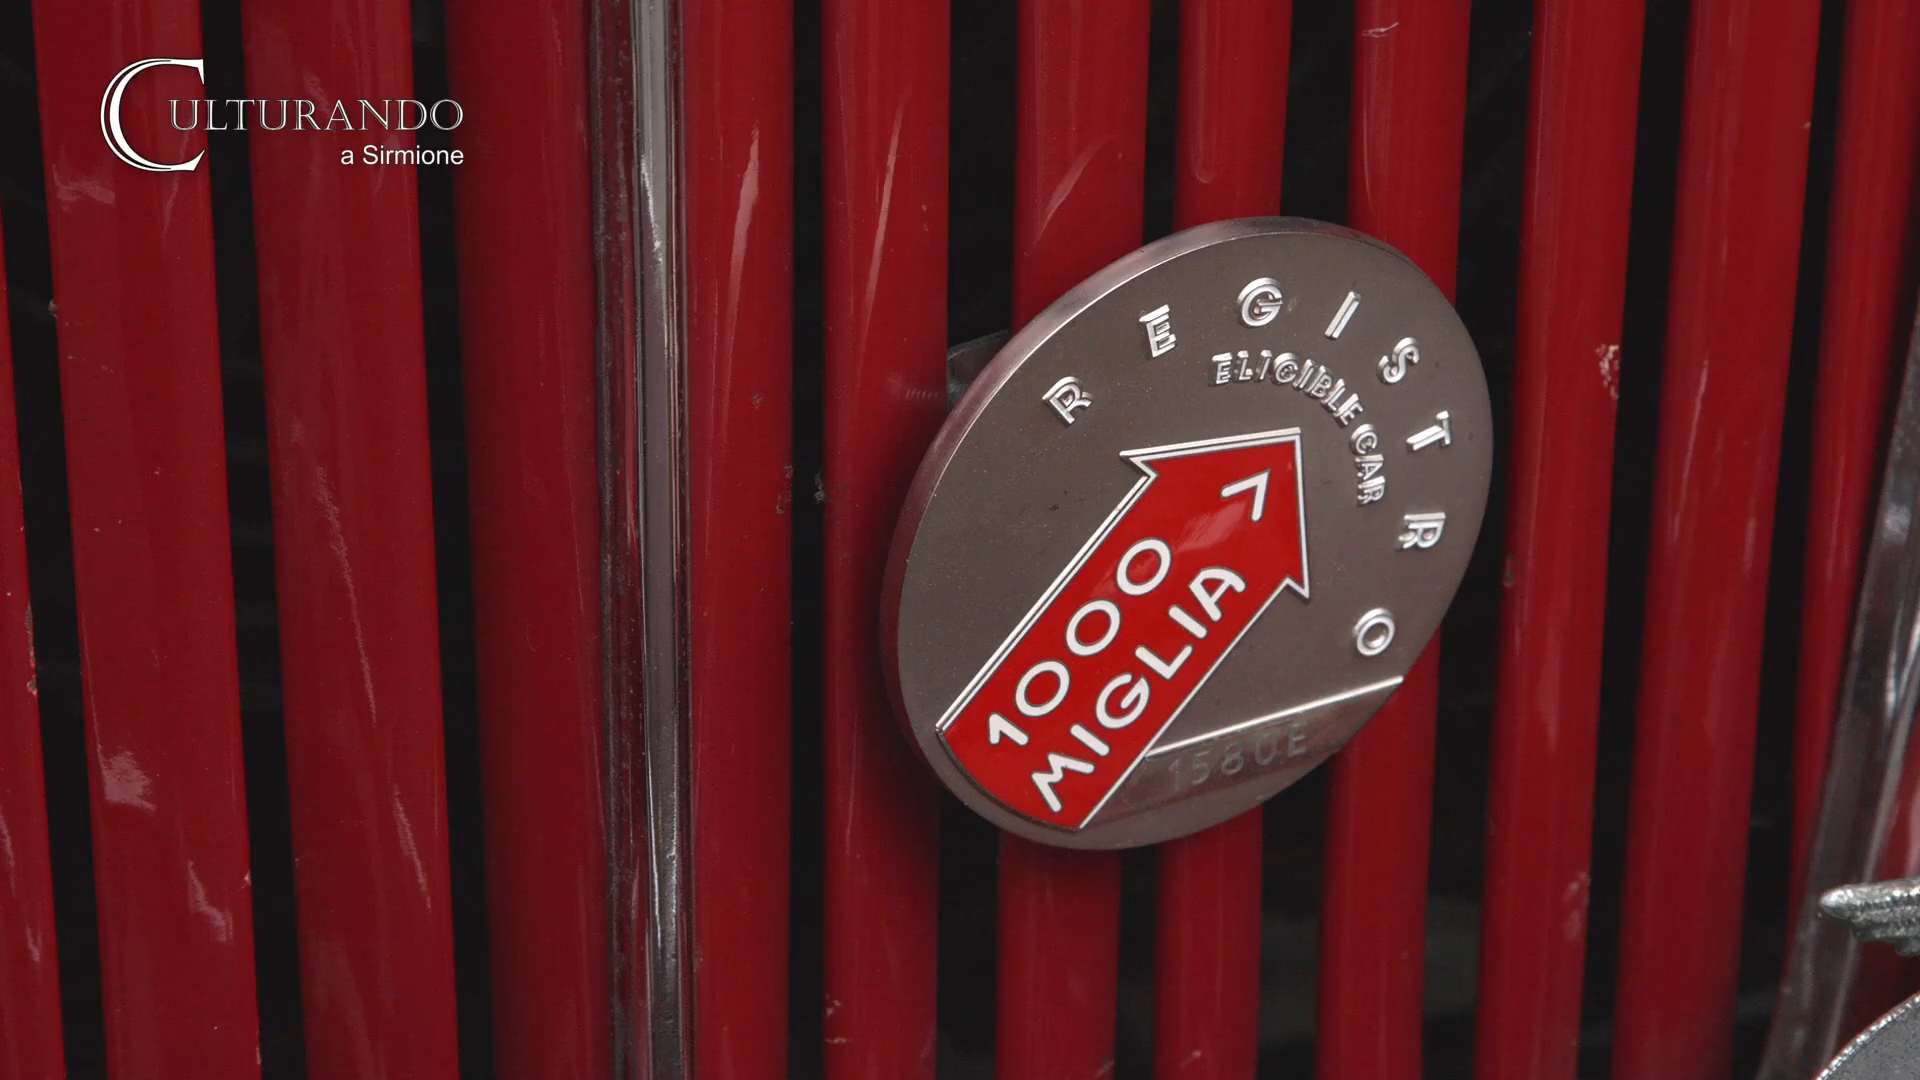 CULTURANDO
a Sirmione
REGISTRO
ELIGIBLE CAR
1000
MIGLIA
1580E